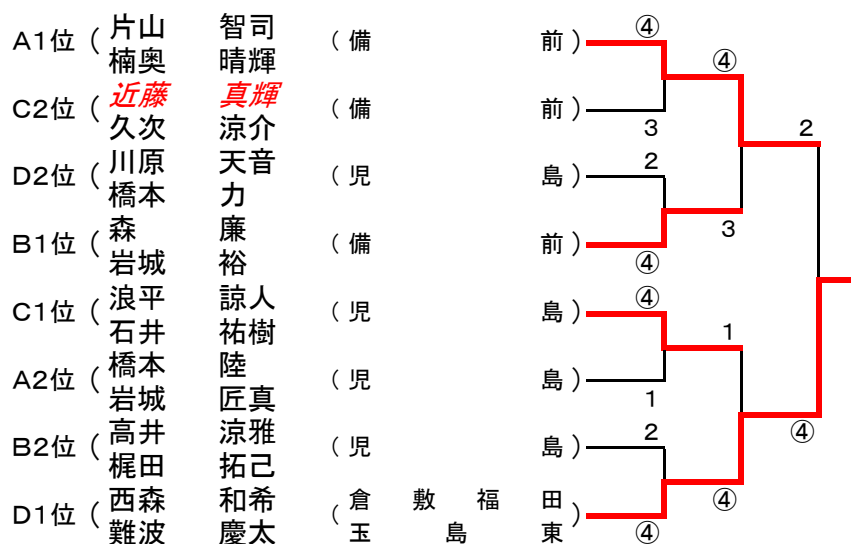 片山 智司 ④
A1位( (備 前)
楠奥 晴輝 ④
近藤 真輝
C2位( (備 前)
久次 涼介 3 2
川原 天音 2
D2位( (児 島)
橋本 力
森 廉 3
B1位( (備 前)
岩城 裕 ④
浪平 諒人 ④
C1位( (児 島)
石井 祐樹 1
橋本 陸
A2位( (児 島)
岩城 匠真 1
高井 涼雅 2 ④
B2位( (児 島)
梶田 拓己
西森 和希 倉敷福田 ④
D1位( ( )
難波 慶太 玉島東 ④